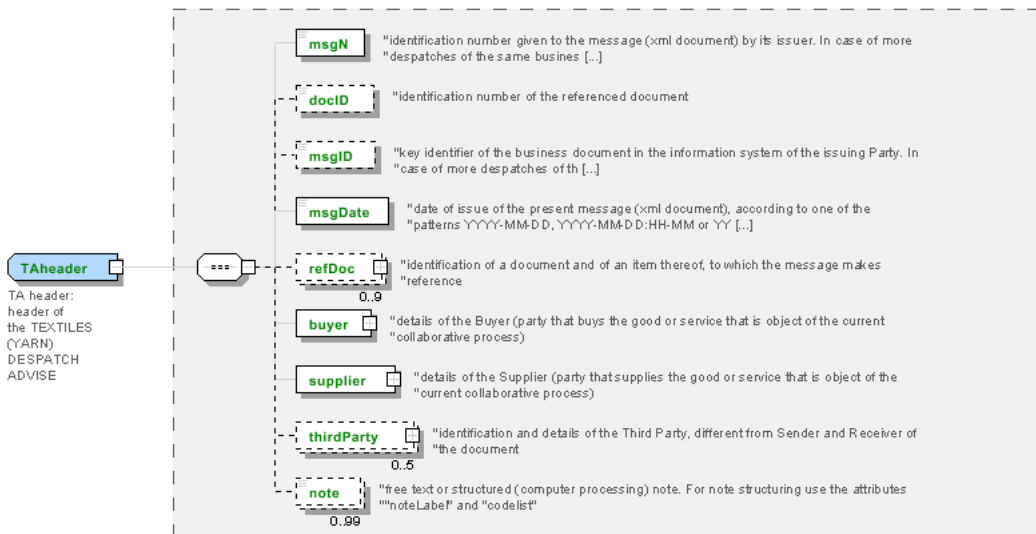 msgN
"identification number given to the message (xml document) by its issuer. In case of more
"despatches of the same busines [...]
docID
"identification number of the referenced document
msgID
"key identifier of the business document in the information system of the issuing Party. In
"case of more despatches of th [...]
msgDate
"date of issue of the present message (xml document), according to one of the
"patterns YYYY-MM-DD, YYYY-MM-DD:HH-MM or YY [...]
TAheader
TA header:
header of
the TEXTILES
(YARN)
DESPATCH
ADVISE
refDoc
0..9
"identification of a document and of an item thereof, to which the message makes
"reference
buyer
"details of the Buyer (party that buys the good or service that is object of the current
"collaborative process)
supplier
"details of the Supplier (party that supplies the good or service that is object of the
"current collaborative process)
thirdParty
0..5
"identification and details of the Third Party, different from Sender and Receiver of
"the document
note
0..99
"free text or structured (computer processing) note. For note structuring use the attributes
""noteLabel" and "codelist"